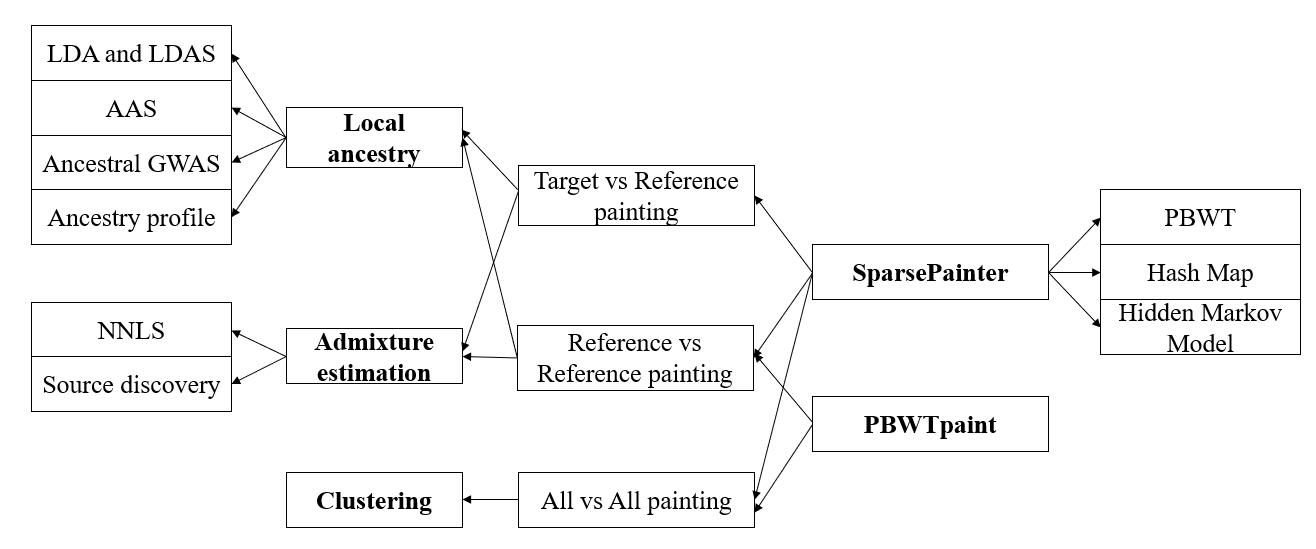 LDA and LDAS
AAS
Ancestral GWAS
Ancestry profile
NNLS
Source discovery
Local
ancestry
Admixture
estimation
Clustering
Target vs Reference
painting
Reference vs
Reference painting
All vs All painting
SparsePainter
PBWTpaint
PBWT
Hash Map
Hidden Markov
Model